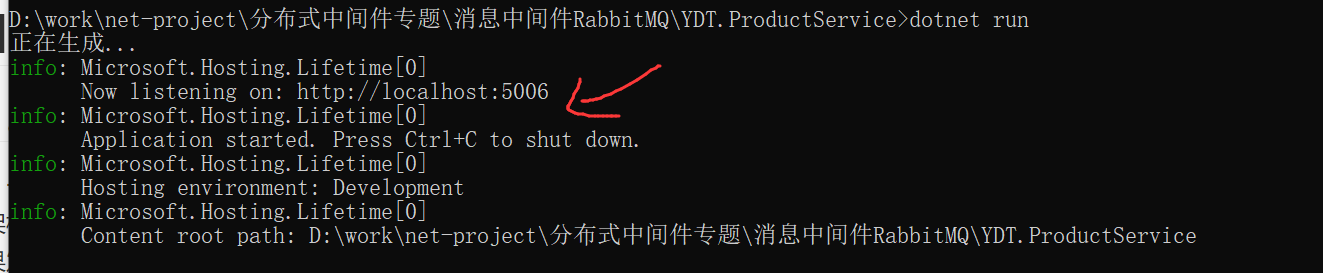 D:\work\net-project\分布式中间件专题\消息中间件RabbitMQ\YDT.ProductService>dotnet run
正在生成...
info: Microsoft.Hosting.Lifetime[0]
      Now listening on: http://localhost:5006
info: Microsoft.Hosting.Lifetime[0]
      Application started. Press Ctrl+C to shut down.
info: Microsoft.Hosting.Lifetime[0]
      Hosting environment: Development
info: Microsoft.Hosting.Lifetime[0]
      Content root path: D:\work\net-project\分布式中间件专题\消息中间件RabbitMQ\YDT.ProductService